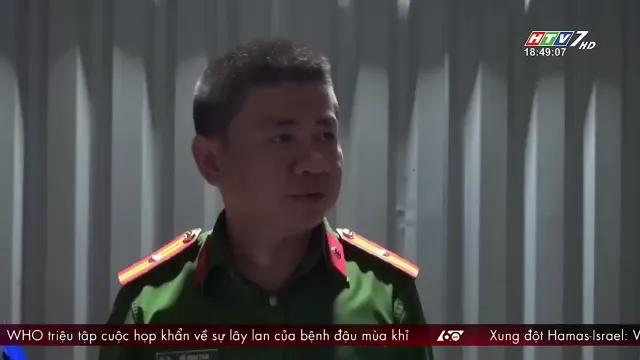 HTV7 HD
18:49:07
WHO triệu tập cuộc họp khẩn về sự lây lan của bệnh đậu mùa khỉ
60
Xung đột Hamas-Israel: V